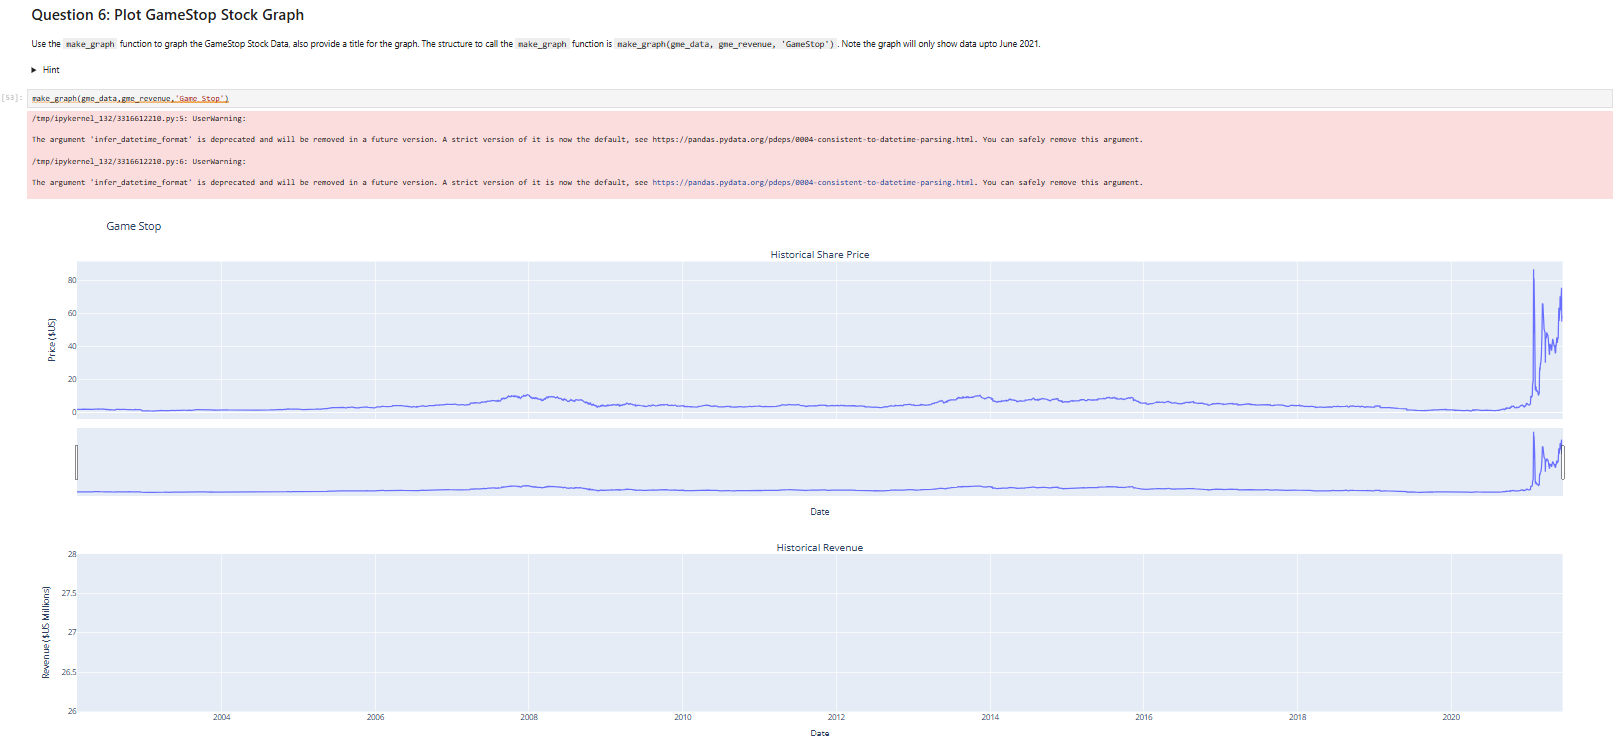 Question 6: Plot GameStop Stock Graph
Use the make_graph function to graph the GameStop Stock Data, also provide a title for the graph. The structure to call the make_graph function is make_graph(gme_data, gme_revenue, 'GameStop') . Note the graph will only show data upto June 2021.
Hint
[53]: make_graph(gme_data,gme_revenue,'Game Stop')
/tmp/ipykernel_132/3316612210.py:5: UserWarning:
The argument 'infer_datetime_format' is deprecated and will be removed in a future version. A strict version of it is now the default, see https://pandas.pydata.org/pdeps/0004-consistent-to-datetime-parsing.html. You can safely remove this argument.
/tmp/ipykernel_132/3316612210.py:6: UserWarning:
The argument 'infer_datetime_format' is deprecated and will be removed in a future version. A strict version of it is now the default, see https://pandas.pydata.org/pdeps/0004-consistent-to-datetime-parsing.html. You can safely remove this argument.
Game Stop
Historical Share Price
Price ($US)
80
60
40
20
0
Date
Historical Revenue
Revenue ($US Millions)
28
27.5
27
26.5
26
2004 2006 2008 2010 2012 2014 2016 2018 2020
Date